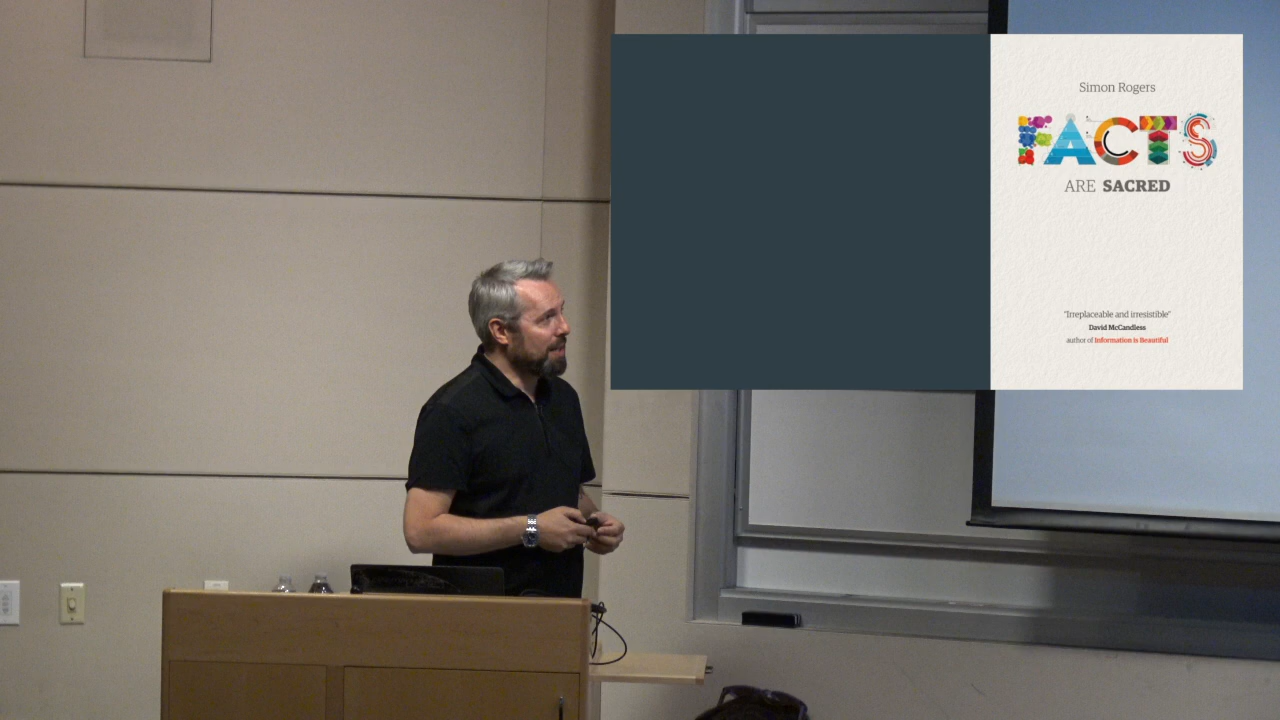 Simon Rogers
FACTS
ARE SACRED
"Irreplaceable and irresistible"
David McCandless
author of Information is Beautiful